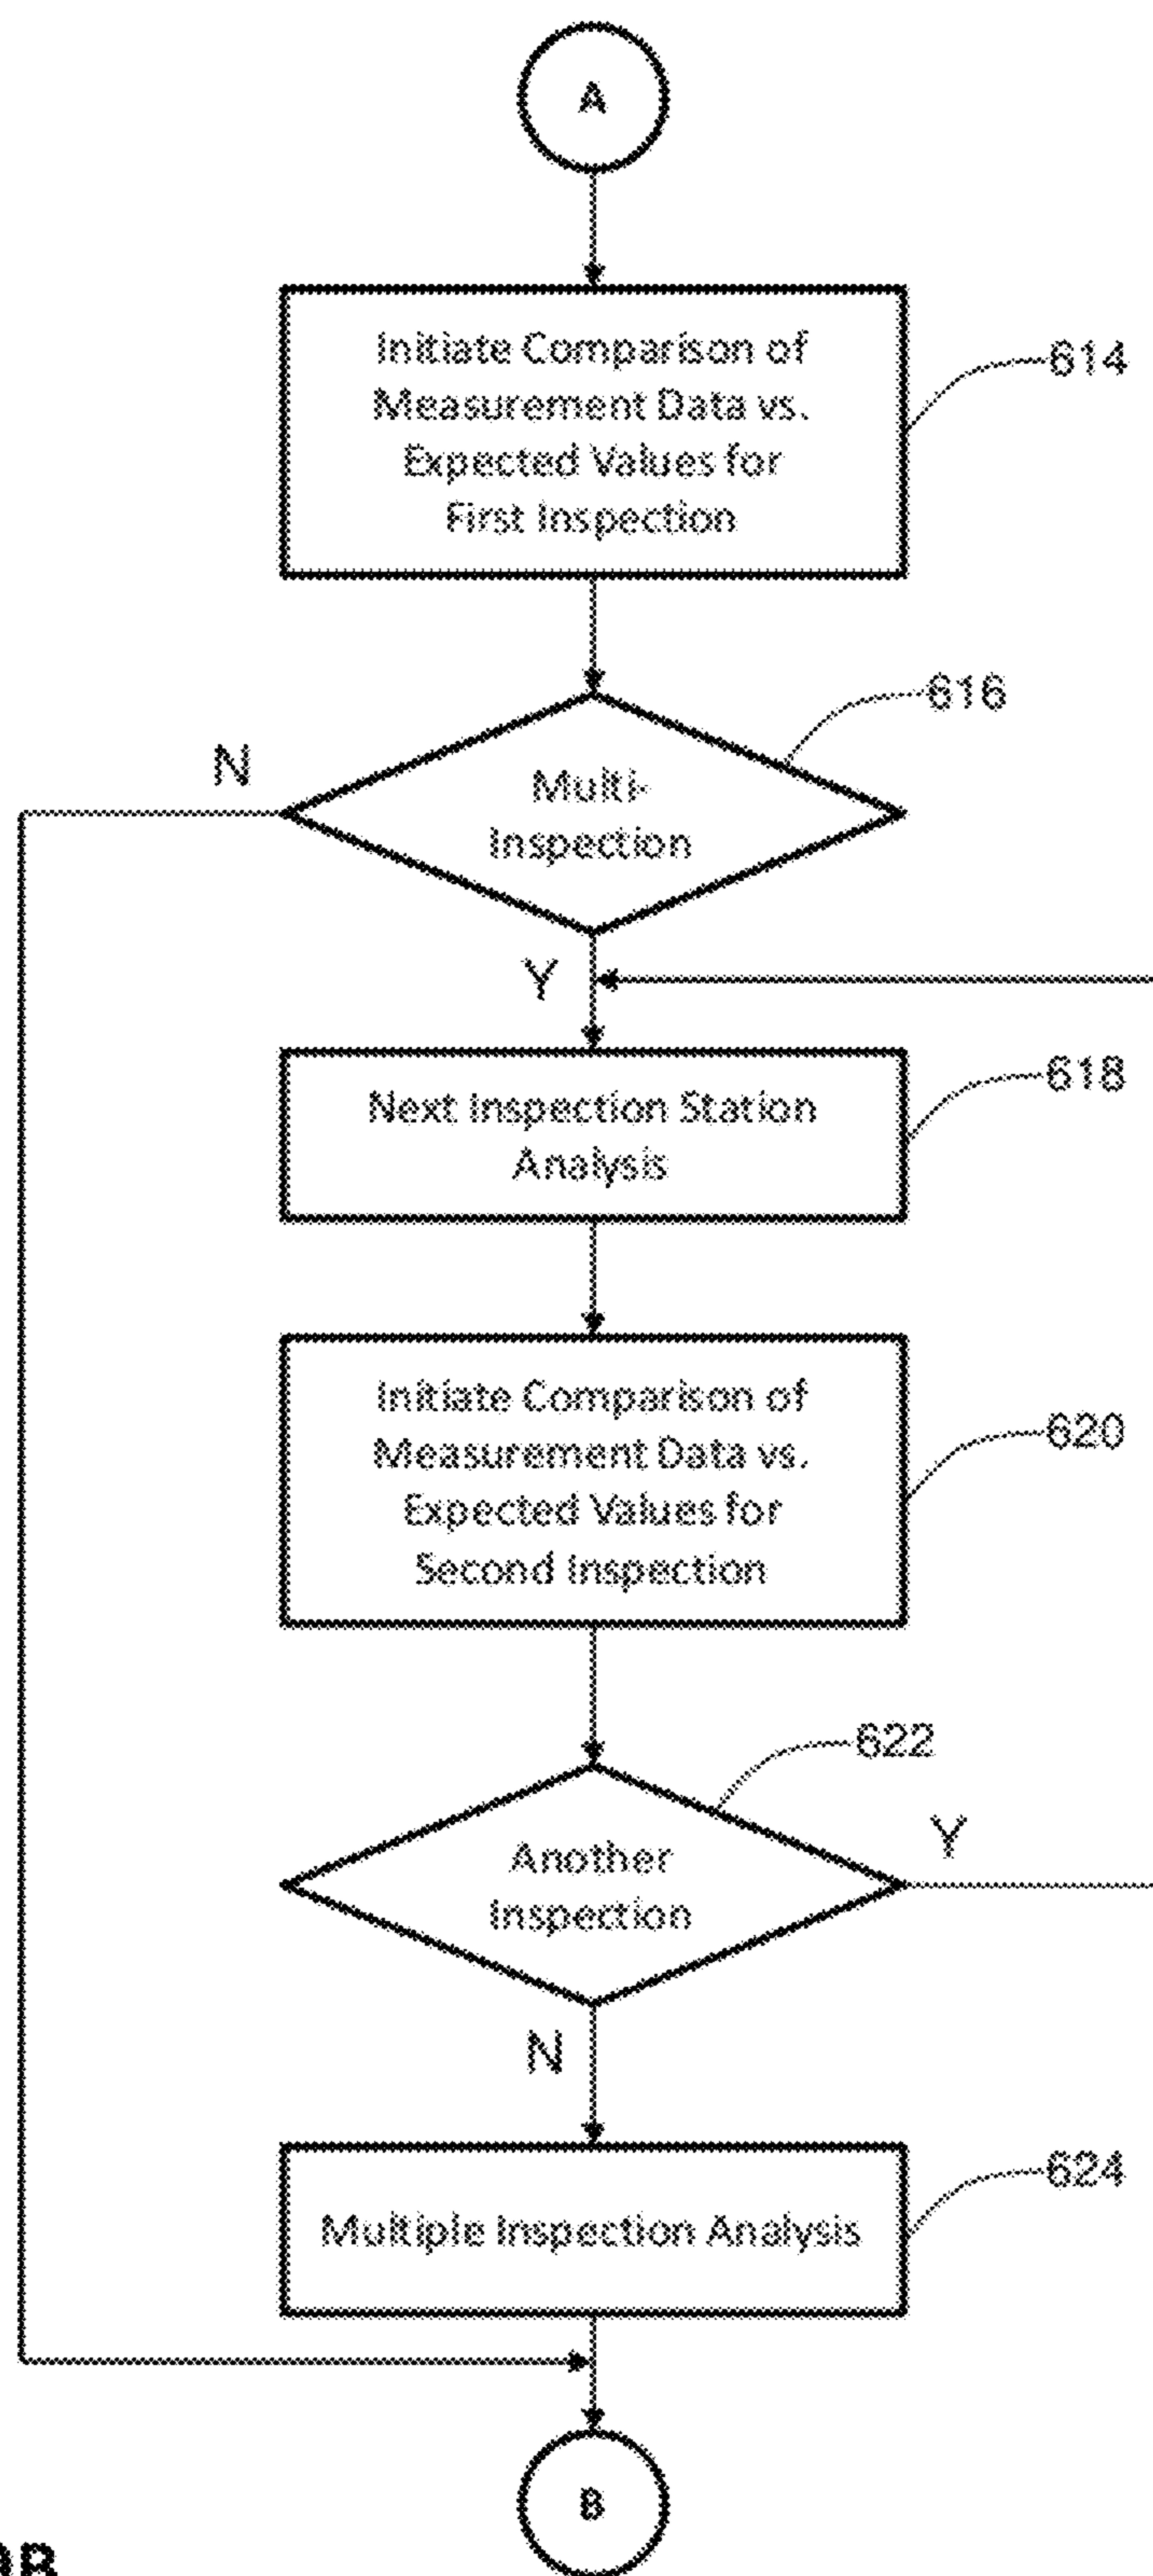 A
Initiate Comparison of
Measurement Data vs.
Expected Values for
First Inspection
614
616
N
Multi-
Inspection
Y
618
Next Inspection Station
Analysis
Initiate Comparison of
Measurement Data vs.
Expected Values for
Second Inspection
620
622
Y
Another
Inspection
N
624
Multiple Inspection Analysis
B